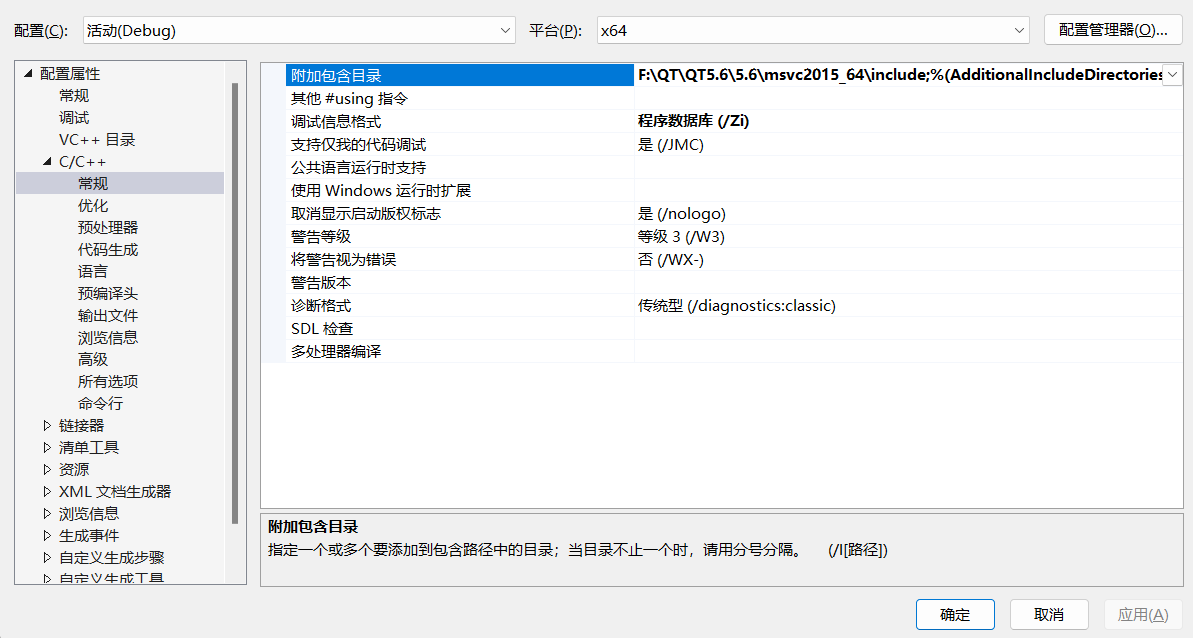 配置(C): 活动(Debug) 平台(P): x64 配置管理器(O)...
配置属性
常规
调试
VC++ 目录
C/C++
常规
优化
预处理器
代码生成
语言
预编译头
输出文件
浏览信息
高级
所有选项
命令行
链接器
清单工具
资源
XML 文档生成器
浏览信息
生成事件
自定义生成步骤
自定义生成工具
附加包含目录 F:\QT\QT5.6\5.6\msvc2015_64\include;%(AdditionalIncludeDirectories
其他 #using 指令
调试信息格式 程序数据库 (/Zi)
支持仅我的代码调试 是 (/JMC)
公共语言运行时支持
使用 Windows 运行时扩展
取消显示启动版权标志 是 (/nologo)
警告等级 等级 3 (/W3)
将警告视为错误 否 (/WX-)
警告版本
诊断格式 传统型 (/diagnostics:classic)
SDL 检查
多处理器编译
附加包含目录
指定一个或多个要添加到包含路径中的目录；当目录不止一个时，请用分号分隔。 (/I[路径])
确定 取消 应用(A)